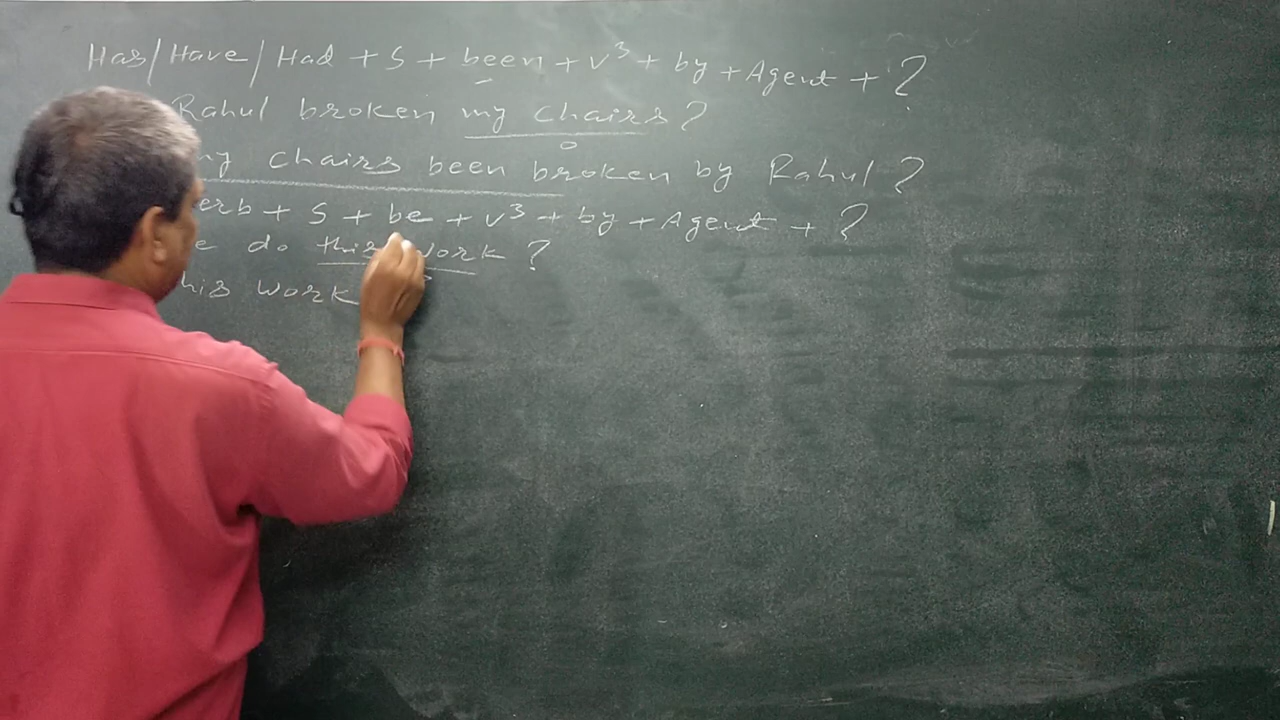 Has/Have/Had + S + been + V³ + by + Agent + ?
Rahul broken my chairs?
O
my chairs been broken by Rahul?
erb + S + be + V³ + by + Agent + ?
e do this work?
his work